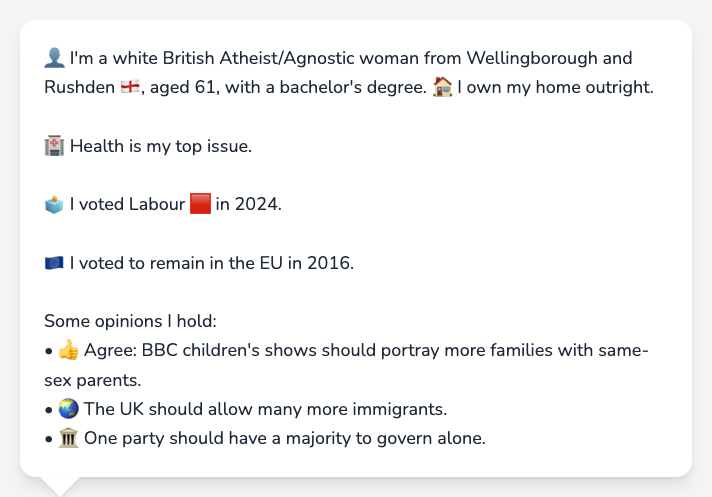 👤 I'm a white British Atheist/Agnostic woman from Wellingborough and
Rushden 🏴󠁧󠁢󠁥󠁮󠁧󠁿, aged 61, with a bachelor's degree. 🏠 I own my home outright.
🏥 Health is my top issue.
🗳️ I voted Labour 🟥 in 2024.
🇪🇺 I voted to remain in the EU in 2016.
Some opinions I hold:
• 👍 Agree: BBC children's shows should portray more families with same-
sex parents.
• 🌏 The UK should allow many more immigrants.
• 🏛️ One party should have a majority to govern alone.